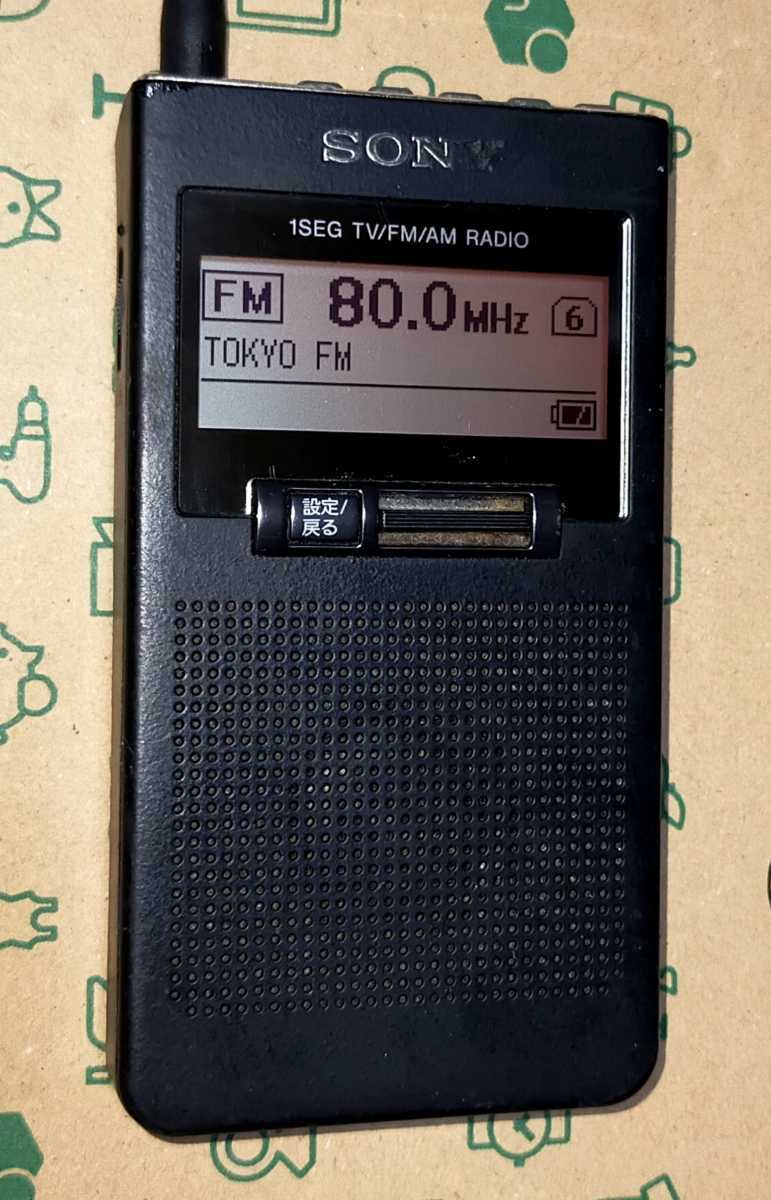 SONY
1SEG TV/FM/AM RADIO
FM 80.0MHz 6
TOKYO FM
設定/
戻る